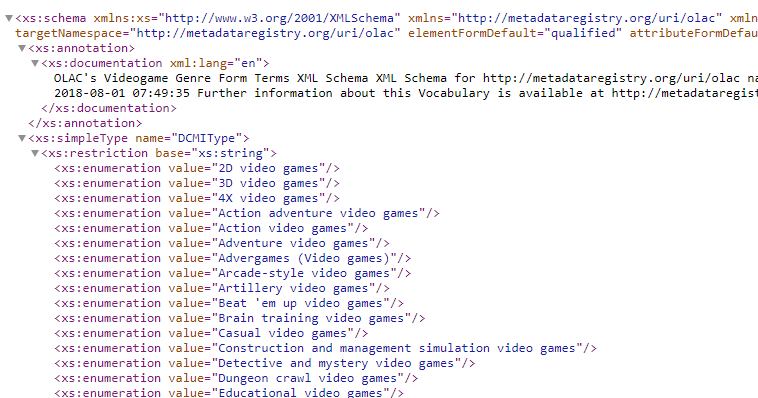 <xs:schema xmlns:xs="http://www.w3.org/2001/XMLSchema" xmlns="http://metadataregistry.org/uri/olac" xmln
targetNamespace="http://metadataregistry.org/uri/olac" elementFormDefault="qualified" attributeFormDefau
<xs:annotation>
<xs:documentation xml:lang="en">
OLAC's Videogame Genre Form Terms XML Schema XML Schema for http://metadataregistry.org/uri/olac na
2018-08-01 07:49:35 Further information about this Vocabulary is available at http://metadataregist
</xs:documentation>
</xs:annotation>
<xs:simpleType name="DCMIType">
<xs:restriction base="xs:string">
<xs:enumeration value="2D video games"/>
<xs:enumeration value="3D video games"/>
<xs:enumeration value="4X video games"/>
<xs:enumeration value="Action adventure video games"/>
<xs:enumeration value="Action video games"/>
<xs:enumeration value="Adventure video games"/>
<xs:enumeration value="Advergames (Video games)"/>
<xs:enumeration value="Arcade-style video games"/>
<xs:enumeration value="Artillery video games"/>
<xs:enumeration value="Beat 'em up video games"/>
<xs:enumeration value="Brain training video games"/>
<xs:enumeration value="Casual video games"/>
<xs:enumeration value="Construction and management simulation video games"/>
<xs:enumeration value="Detective and mystery video games"/>
<xs:enumeration value="Dungeon crawl video games"/>
<xs:enumeration value="Educational video games"/>